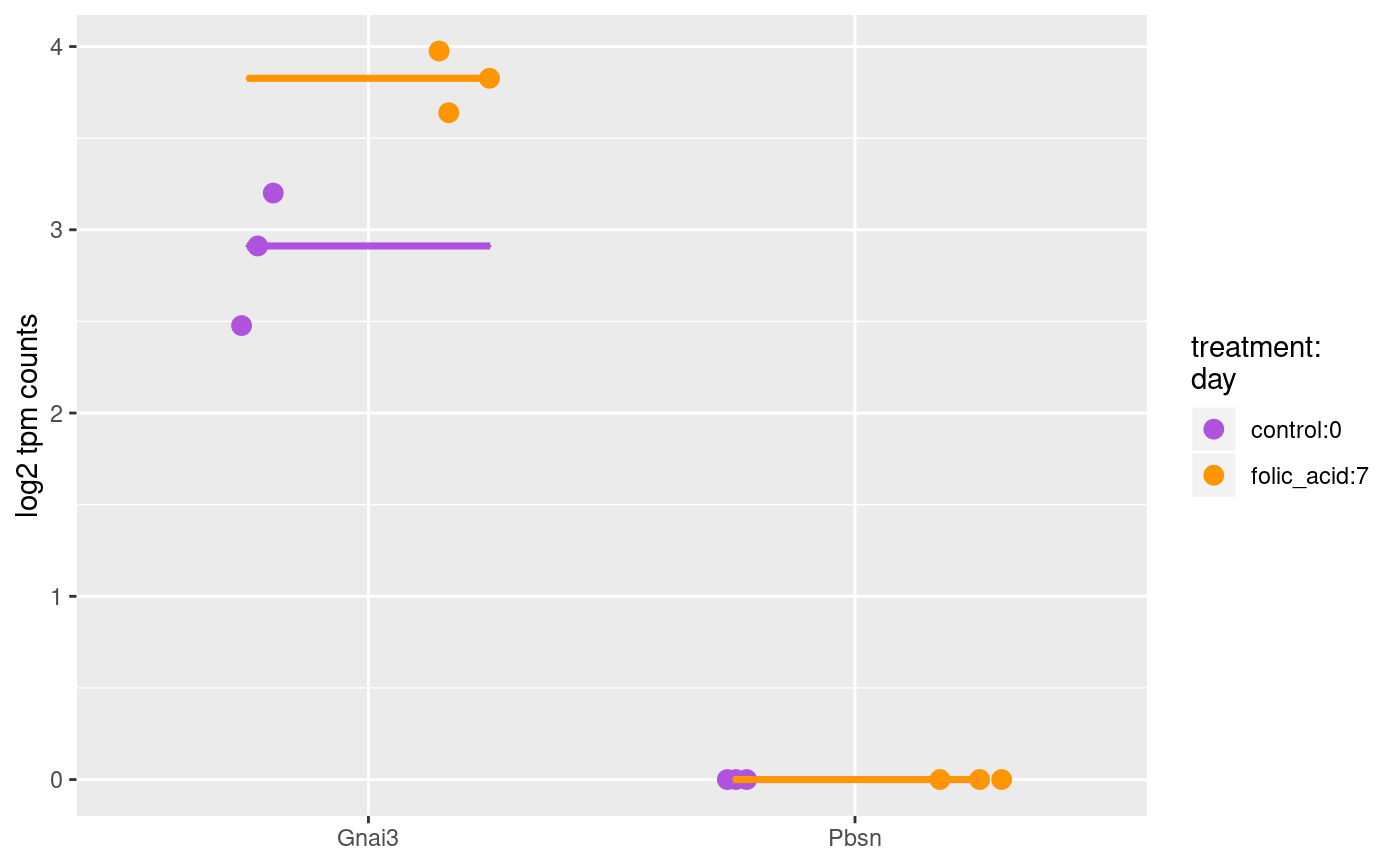 log2 tpm counts
4
3
2
1
0
Gnai3
Pbsn
treatment:
day
control:0
folic_acid:7